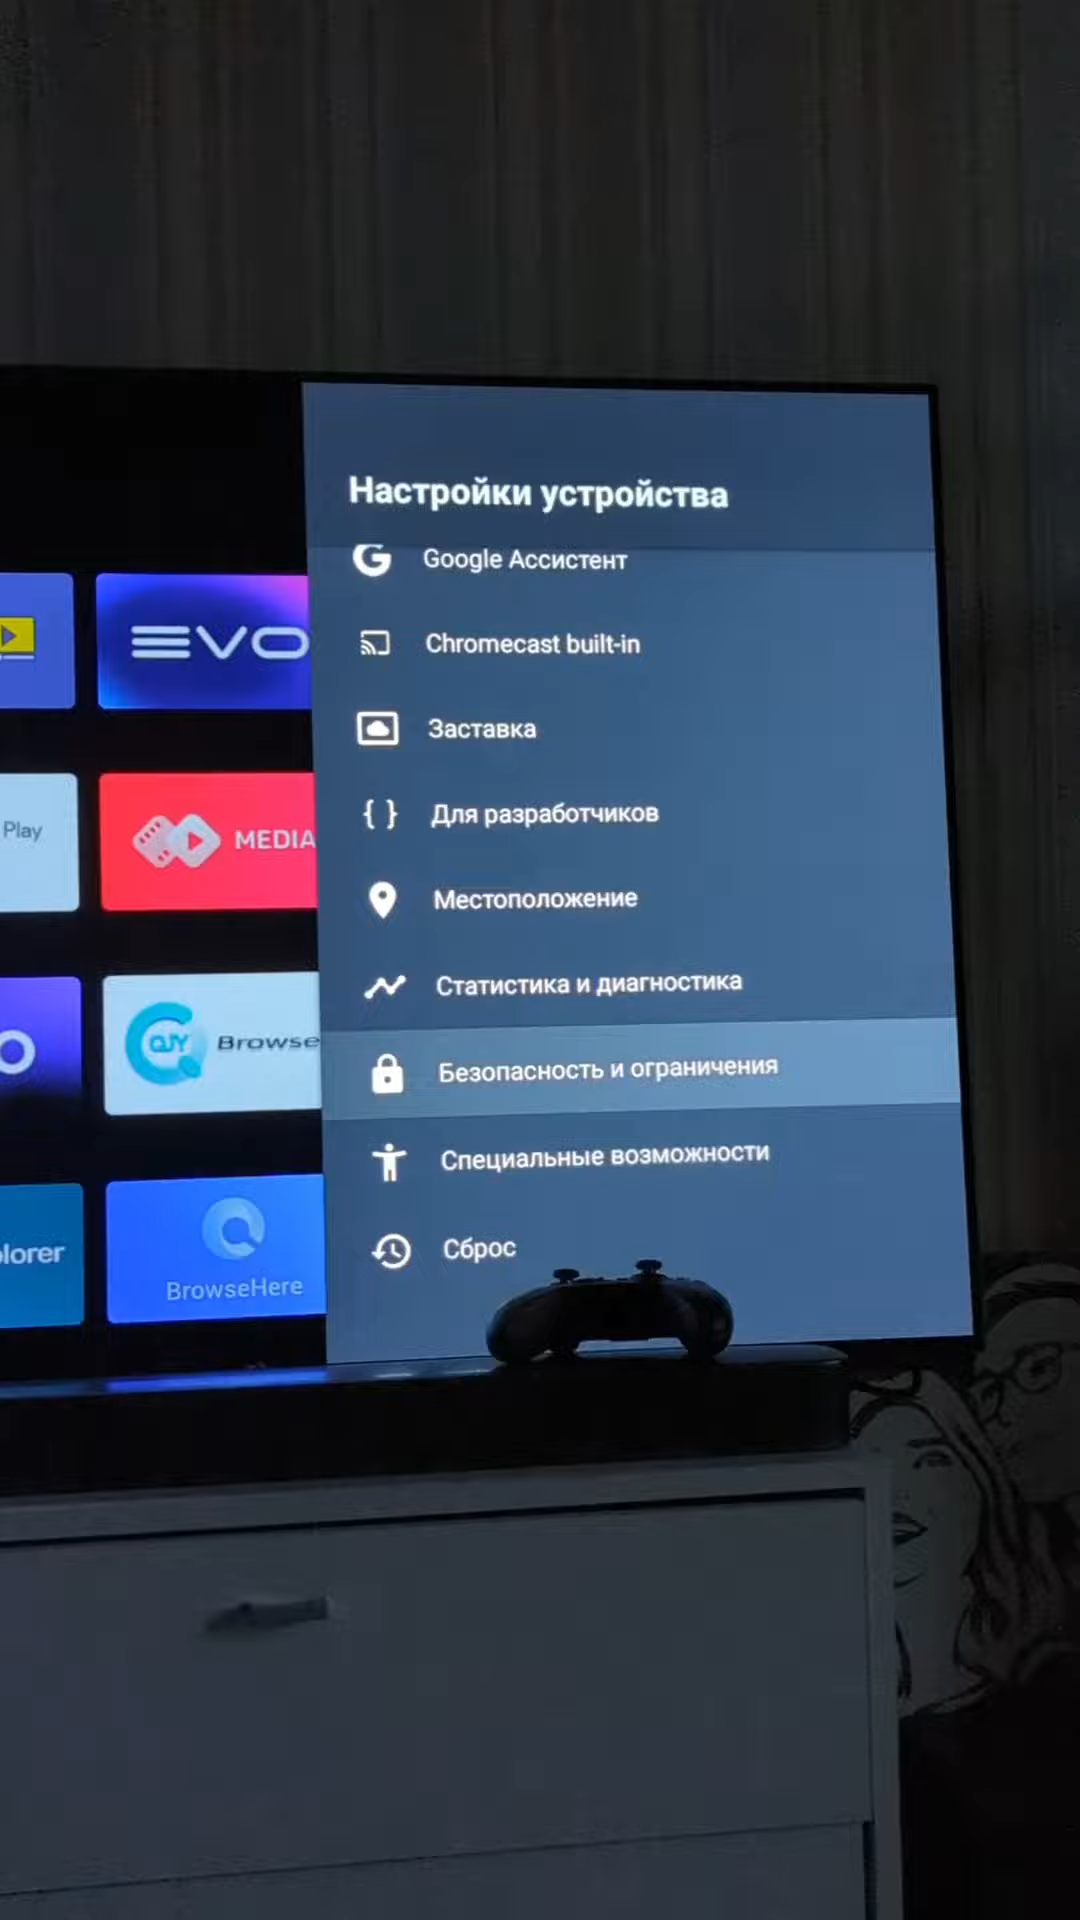 Настройки устройства
Google Ассистент
Chromecast built-in
Заставка
Для разработчиков
Местоположение
Статистика и диагностика
Безопасность и ограничения
Специальные возможности
Сброс
EVO
Play
MEDIA
QJY
Browse
lorer
BrowseHere